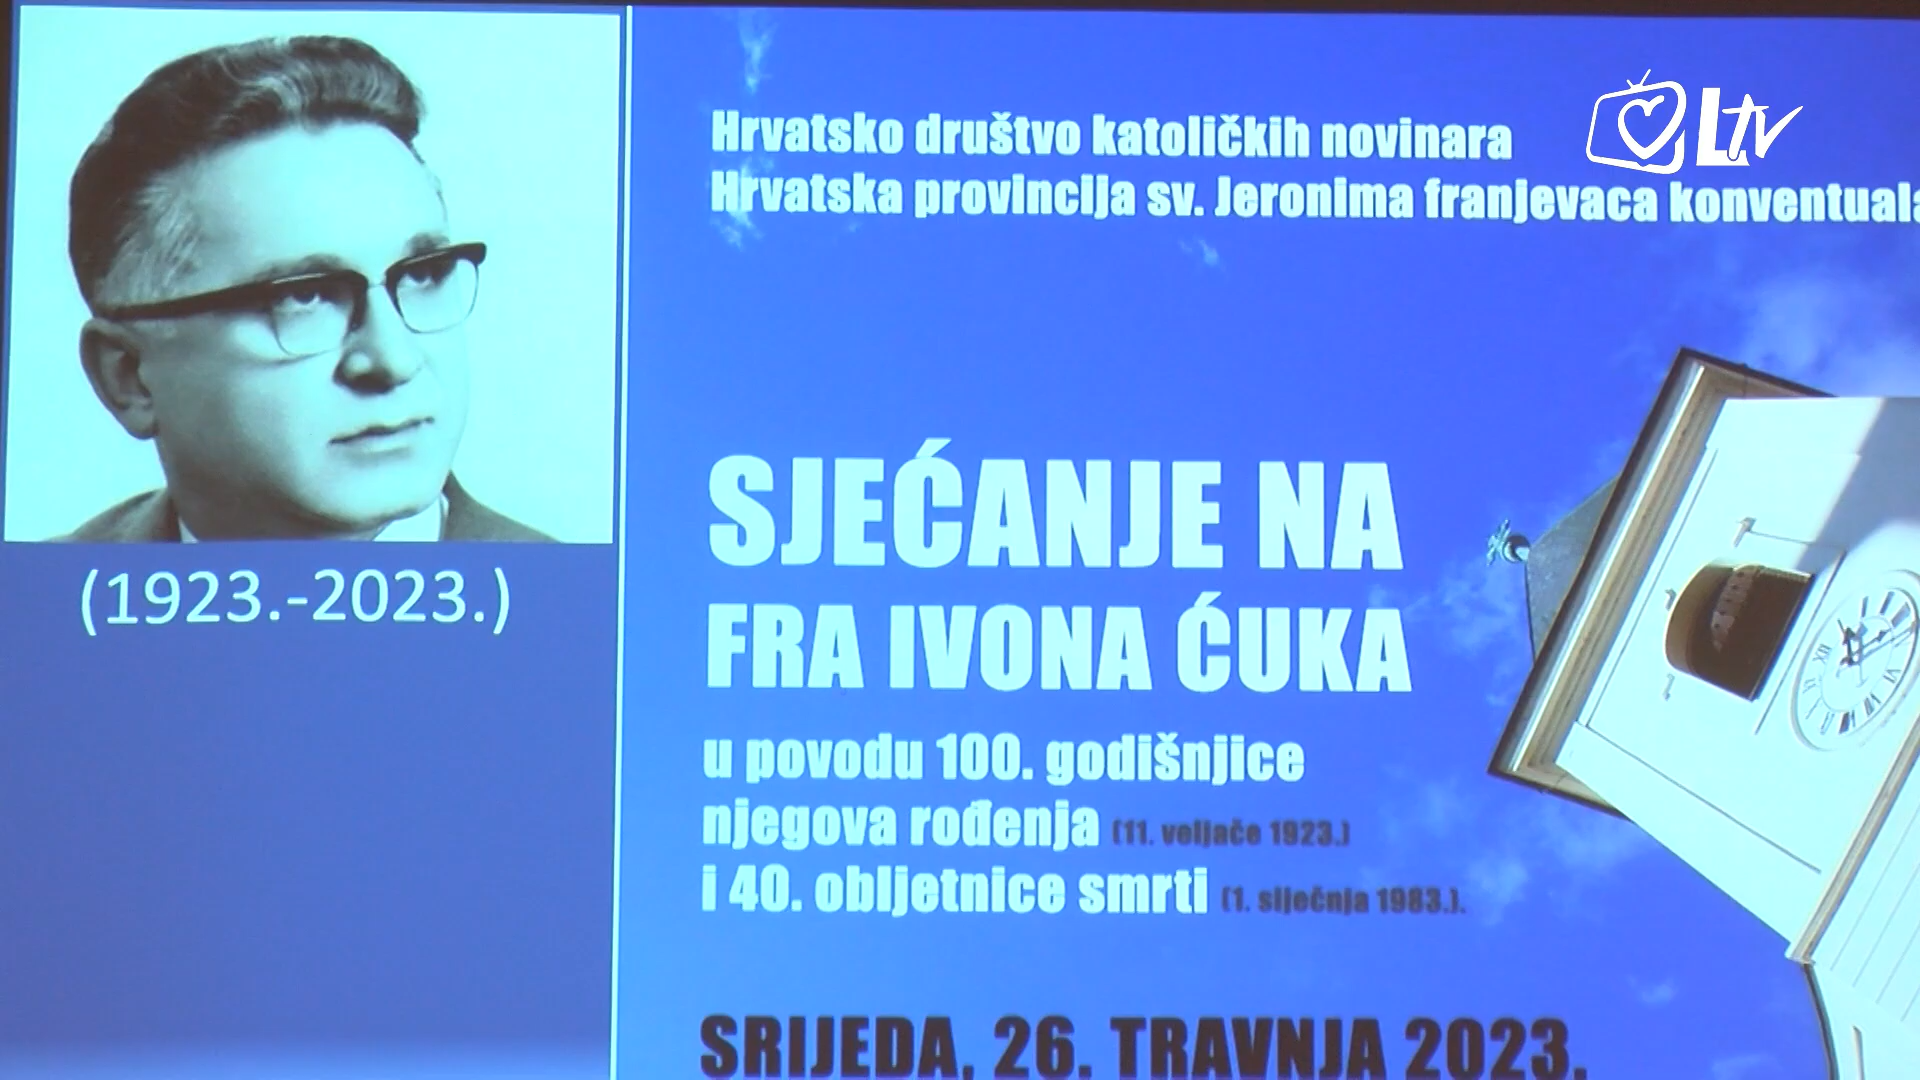 LTV
Hrvatsko društvo katoličkih novinara
Hrvatska provincija sv. Jeronima franjevaca
SJEĆANJE NA
FRA IVONA ĆUKA
u povodu 100. godišnjice
njegova rođenja (11. veljače 1923.)
i 40. obljetnice smrti (1. siječnja 1983.).
SRIJEDA, 26. TRAVNJA 2023.
(1923.-2023.)